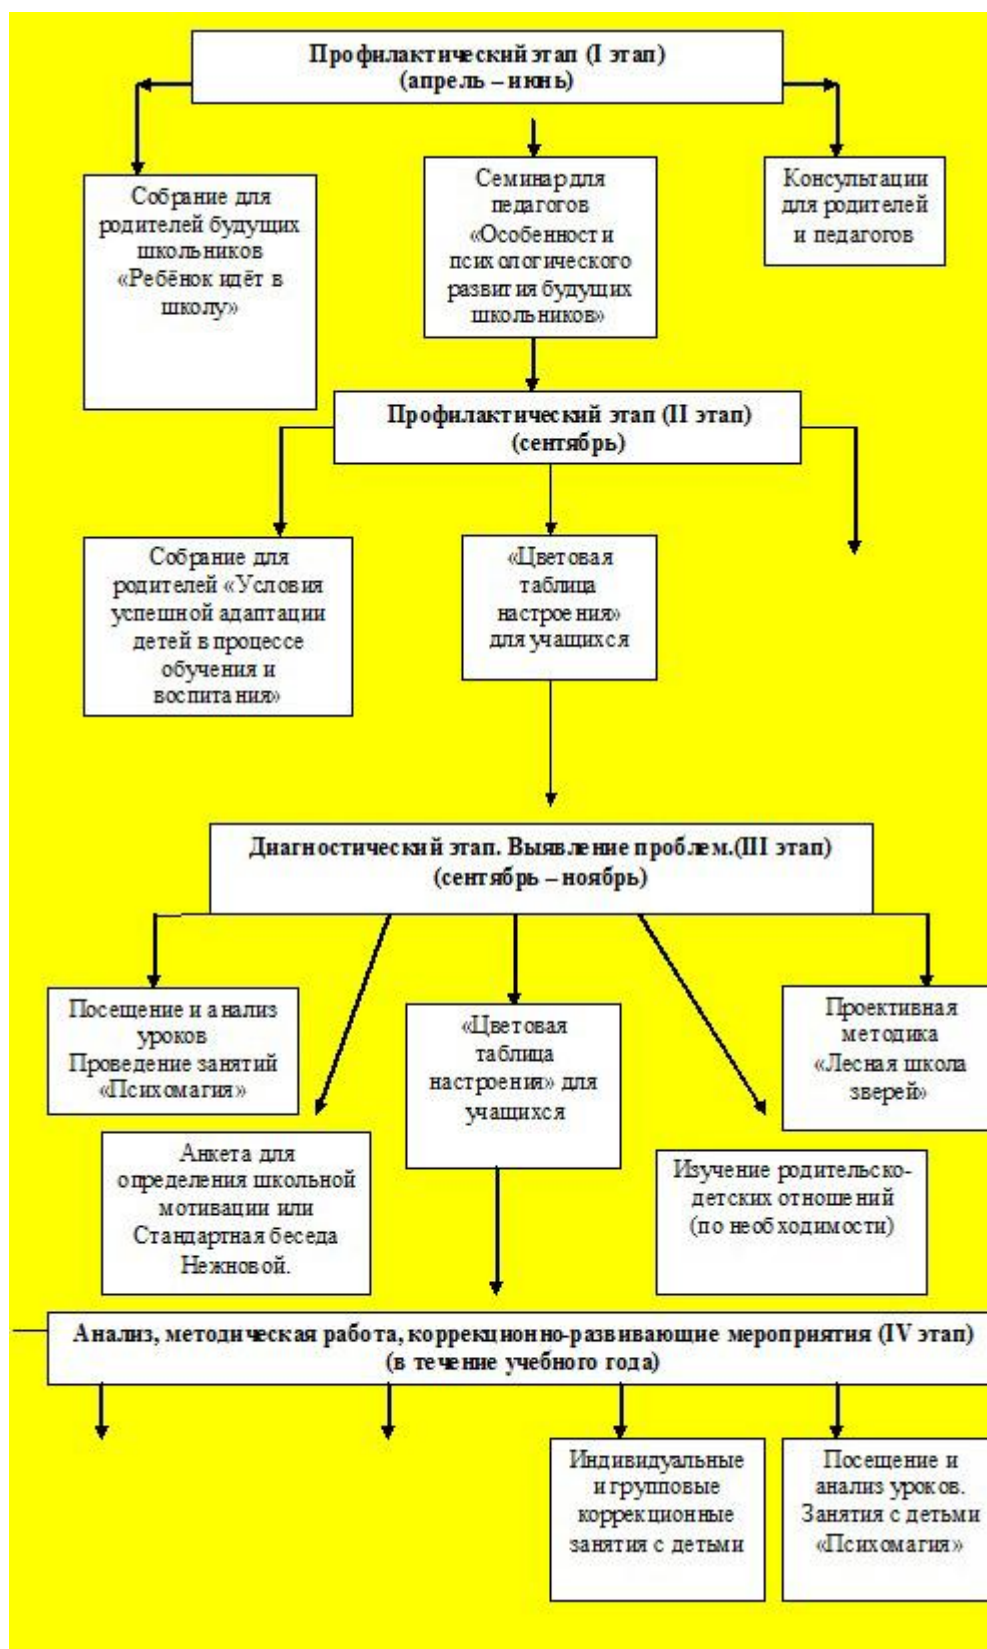 Профилактический этап (I этап)
(апрель – июнь)
Собрание для
родителей будущих
школьников
«Ребёнок идёт в
школу»
Семинар для
педагогов
«Особенности
психологического
развития будущих
школьников»
Консультации
для родителей
и педагогов
Профилактический этап (II этап)
(сентябрь)
Собрание для
родителей «Условия
успешной адаптации
детей в процессе
обучения и
воспитания»
«Цветовая
таблица
настроения»
для учащихся
Диагностический этап. Выявление проблем.(III этап)
(сентябрь – ноябрь)
Посещение и анализ
уроков
Проведение занятий
«Психомагия»
Анкета для
определения школьной
мотивации или
Стандартная беседа
Нежновой.
«Цветовая
таблица
настроения» для
учащихся
Изучение родительско-
детских отношений
(по необходимости)
Проективная
методика
«Лесная школа
зверей»
Анализ, методическая работа, коррекционно-развивающие мероприятия (IV этап)
(в течение учебного года)
Индивидуальные
и групповые
коррекционные
занятия с детьми
Посещение и
анализ уроков.
Занятия с детьми
«Психомагия»